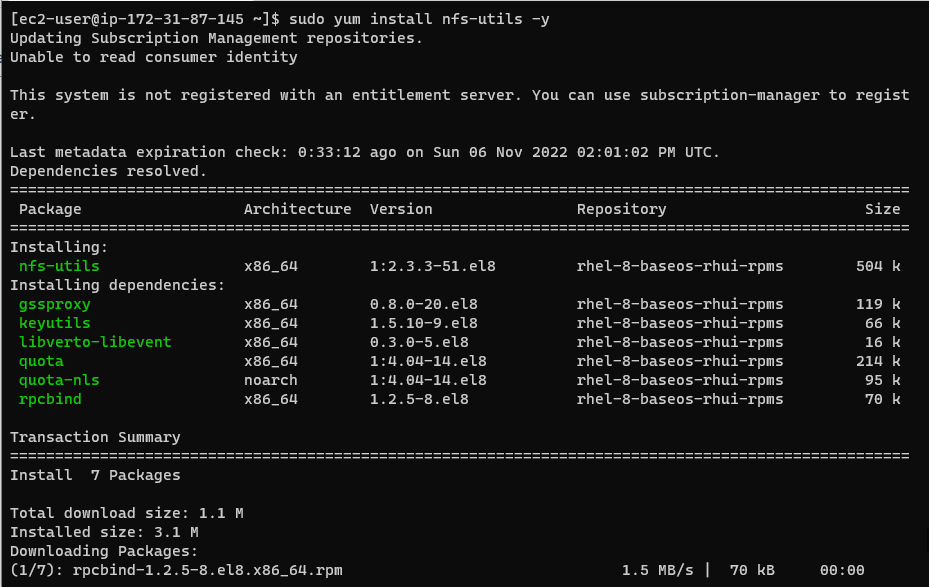 [ec2-user@ip-172-31-87-145 ~]$ sudo yum install nfs-utils -y
Updating Subscription Management repositories.
Unable to read consumer identity
This system is not registered with an entitlement server. You can use subscription-manager to regist
er.
Last metadata expiration check: 0:33:12 ago on Sun 06 Nov 2022 02:01:02 PM UTC.
Dependencies resolved.
====================================================================================================
Package Architecture Version Repository Size
====================================================================================================
Installing:
nfs-utils x86_64 1:2.3.3-51.el8 rhel-8-baseos-rhui-rpms 504 k
Installing dependencies:
gssproxy x86_64 0.8.0-20.el8 rhel-8-baseos-rhui-rpms 119 k
keyutils x86_64 1.5.10-9.el8 rhel-8-baseos-rhui-rpms 66 k
libverto-libevent x86_64 0.3.0-5.el8 rhel-8-baseos-rhui-rpms 16 k
quota x86_64 1:4.04-14.el8 rhel-8-baseos-rhui-rpms 214 k
quota-nls noarch 1:4.04-14.el8 rhel-8-baseos-rhui-rpms 95 k
rpcbind x86_64 1.2.5-8.el8 rhel-8-baseos-rhui-rpms 70 k
Transaction Summary
====================================================================================================
Install 7 Packages
Total download size: 1.1 M
Installed size: 3.1 M
Downloading Packages:
(1/7): rpcbind-1.2.5-8.el8.x86_64.rpm 1.5 MB/s | 70 kB 00:00